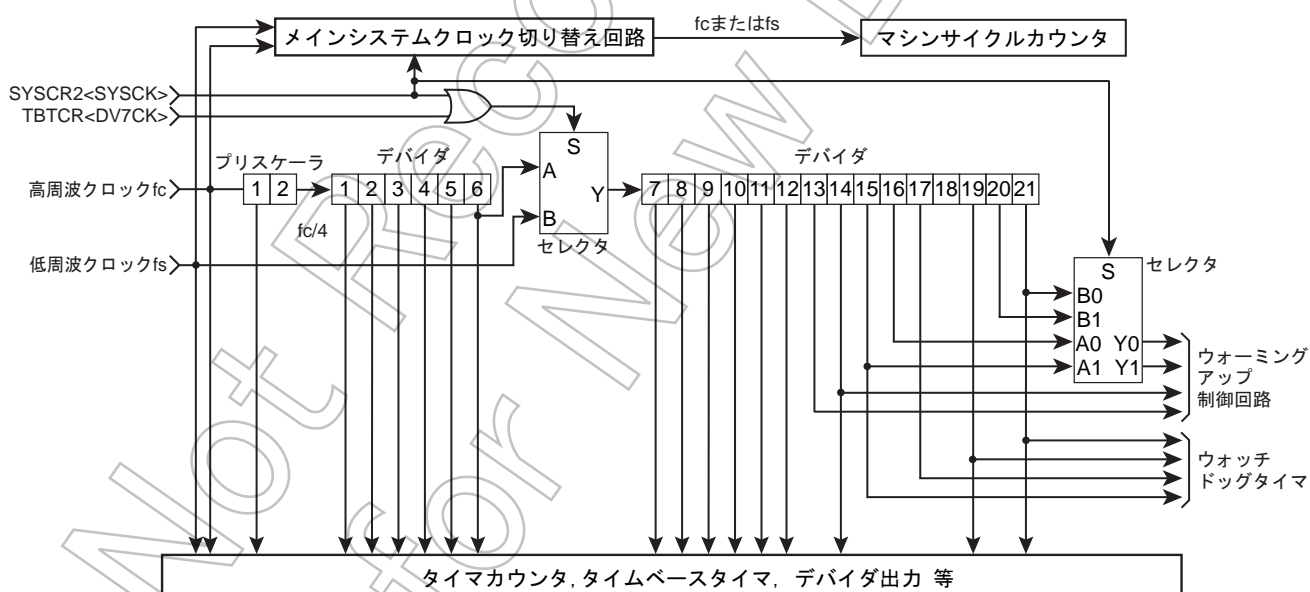 fcまたはfs
メインシステムクロック切り替え回路
マシンサイクルカウンタ
SYSCR2<SYSCK>
TBTCR<DV7CK>
S
プリスケーラ
デバイダ
デバイダ
A
高周波クロックfc
1 2
1 2 3 4 5 6
Y
7 8 9 10 11 12 13 14 15 16 17 18 19 20 21
B
fc/4
セレクタ
低周波クロックfs
S
セレクタ
B0
B1
A0 Y0
A1 Y1
ウォーミング
アップ
制御回路
ウォッチ
ドッグタイマ
タイマカウンタ, タイムベースタイマ, デバイダ出力 等
Not Reco
for New